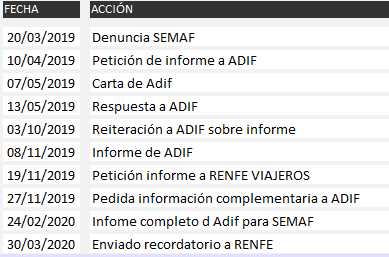 FECHA ACCIÓN
20/03/2019 Denuncia SEMAF
10/04/2019 Petición de informe a ADIF
07/05/2019 Carta de Adif
13/05/2019 Respuesta a ADIF
03/10/2019 Reiteración a ADIF sobre informe
08/11/2019 Informe de ADIF
19/11/2019 Petición informe a RENFE VIAJEROS
27/11/2019 Pedida información complementaria a ADIF
24/02/2020 Infome completo d Adif para SEMAF
30/03/2020 Enviado recordatorio a RENFE